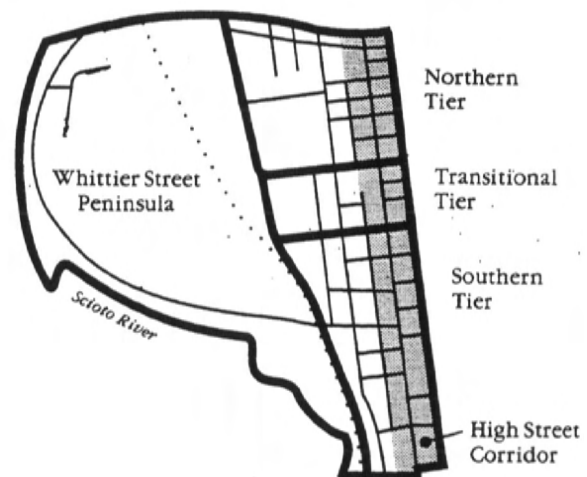 Northern
Tier
Whittier Street
Peninsula
Transitional
Tier
Southern
Tier
Scioto River
High Street
Corridor